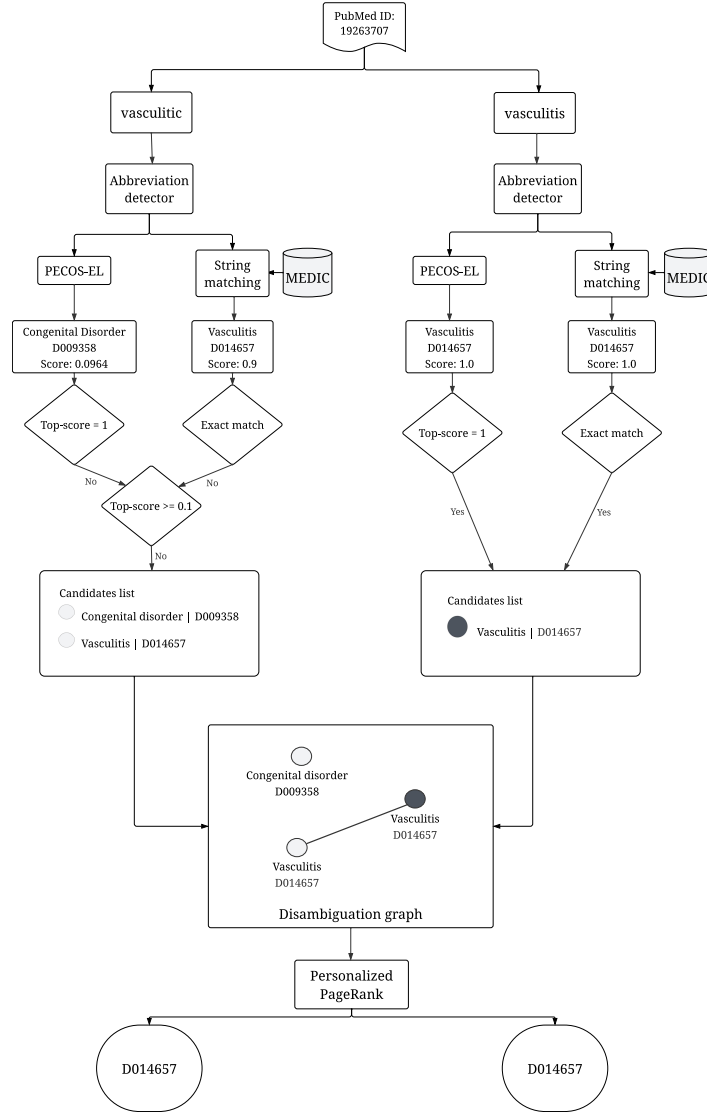 PubMed ID:
19263707
vasculitic
vasculitis
Abbreviation
detector
Abbreviation
detector
PECOS-EL
String
matching
MEDIC
PECOS-EL
String
matching
MEDIC
Congenital Disorder
D009358
Score: 0.0964
Vasculitis
D014657
Score: 0.9
Vasculitis
D014657
Score: 1.0
Vasculitis
D014657
Score: 1.0
Top-score = 1
Exact match
Top-score = 1
Exact match
No
No
Top-score >= 0.1
Yes
Yes
No
Candidates list
Congenital disorder | D009358
Vasculitis | D014657
Candidates list
Vasculitis | D014657
Congenital disorder
D009358
Vasculitis
D014657
Vasculitis
D014657
Disambiguation graph
Personalized
PageRank
D014657
D014657